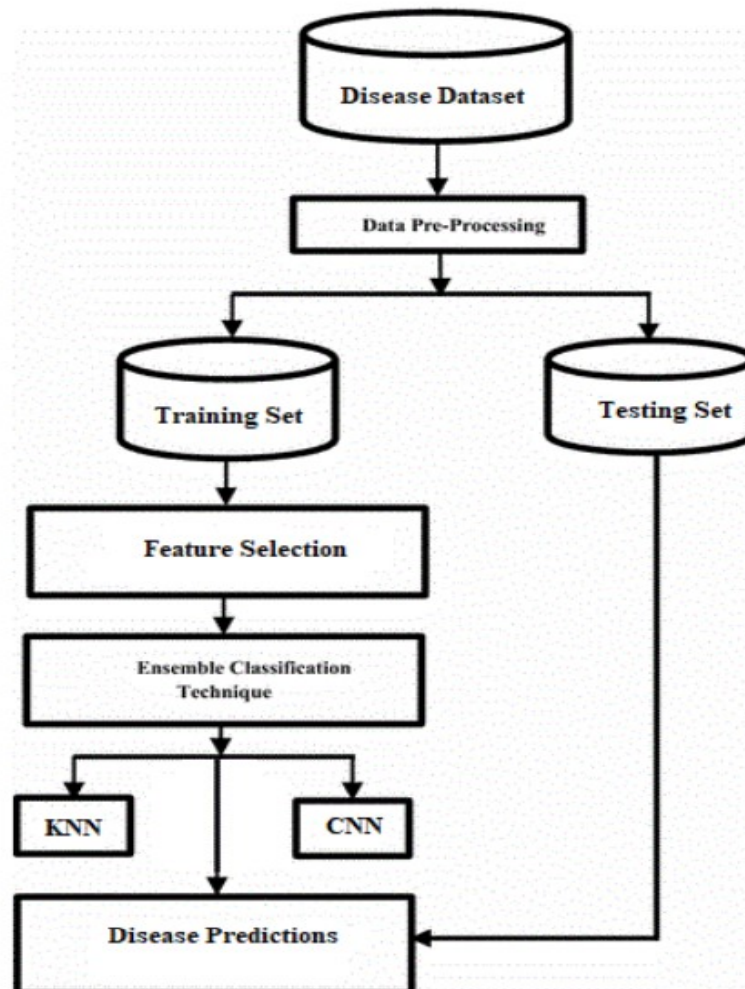 Disease Dataset
Data Pre-Processing
Training Set
Testing Set
Feature Selection
Ensemble Classification
Technique
KNN
CNN
Disease Predictions